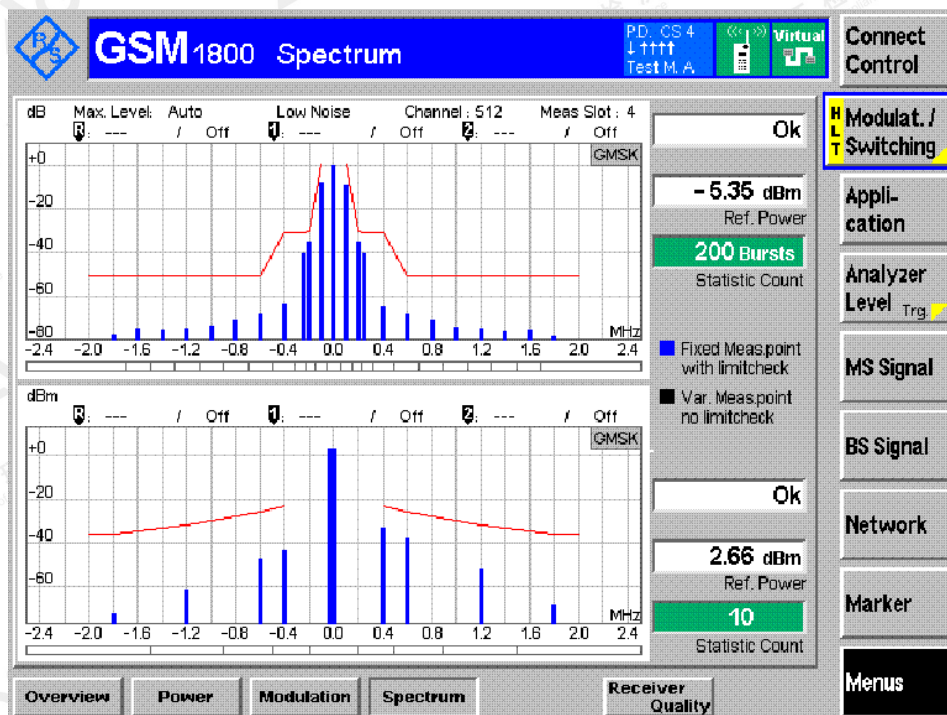 R&S
GSM 1800 Spectrum
P.D. CS 4
↓↑↑↑↑
Test M. A
Virtual
Connect
Control
dB Max. Level: Auto Low Noise Channel : 512 Meas Slot : 4
R: --- / Off 1: --- / Off 2: --- / Off
GMSK
+0
-20
-40
-60
-80
MHz
-2.4 -2.0 -1.6 -1.2 -0.8 -0.4 0.0 0.4 0.8 1.2 1.6 2.0 2.4
Ok
-5.35 dBm
Ref. Power
200 Bursts
Statistic Count
Fixed Meas.point
with limitcheck
Var. Meas.point
no limitcheck
dBm
R: --- / Off 1: --- / Off 2: --- / Off
GMSK
+0
-20
-40
-60
MHz
-2.4 -2.0 -1.6 -1.2 -0.8 -0.4 0.0 0.4 0.8 1.2 1.6 2.0 2.4
Ok
2.66 dBm
Ref. Power
10
Statistic Count
HLT
Modulat. /
Switching
Appli-
cation
Analyzer
Level Trg.
MS Signal
BS Signal
Network
Marker
Menus
Overview
Power
Modulation
Spectrum
Receiver
Quality